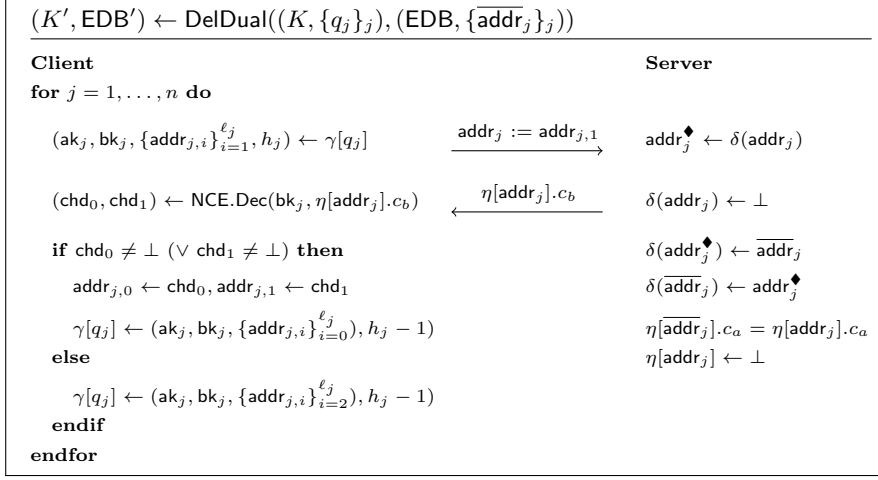 (K′, EDB′) ← DelDual((K, {q_j}_j), (EDB, {\overline{addr}_j}_j))
Client Server
for j = 1, . . . , n do
(ak_j, bk_j, {addr_{j,i}}_{i=1}^{ℓ_j}, h_j) ← γ[q_j] addr_j := addr_{j,1} addr_j^♦ ← δ(addr_j)
(chd_0, chd_1) ← NCE.Dec(bk_j, η[addr_j].c_b) η[addr_j].c_b δ(addr_j) ← ⊥
if chd_0 ≠ ⊥ (∨ chd_1 ≠ ⊥) then δ(addr_j^♦) ← \overline{addr}_j
addr_{j,0} ← chd_0, addr_{j,1} ← chd_1 δ(\overline{addr}_j) ← addr_j^♦
γ[q_j] ← (ak_j, bk_j, {addr_{j,i}}_{i=0}^{ℓ_j}), h_j − 1) η[\overline{addr}_j].c_a = η[addr_j].c_a
else η[addr_j] ← ⊥
γ[q_j] ← (ak_j, bk_j, {addr_{j,i}}_{i=2}^{ℓ_j}), h_j − 1)
endif
endfor